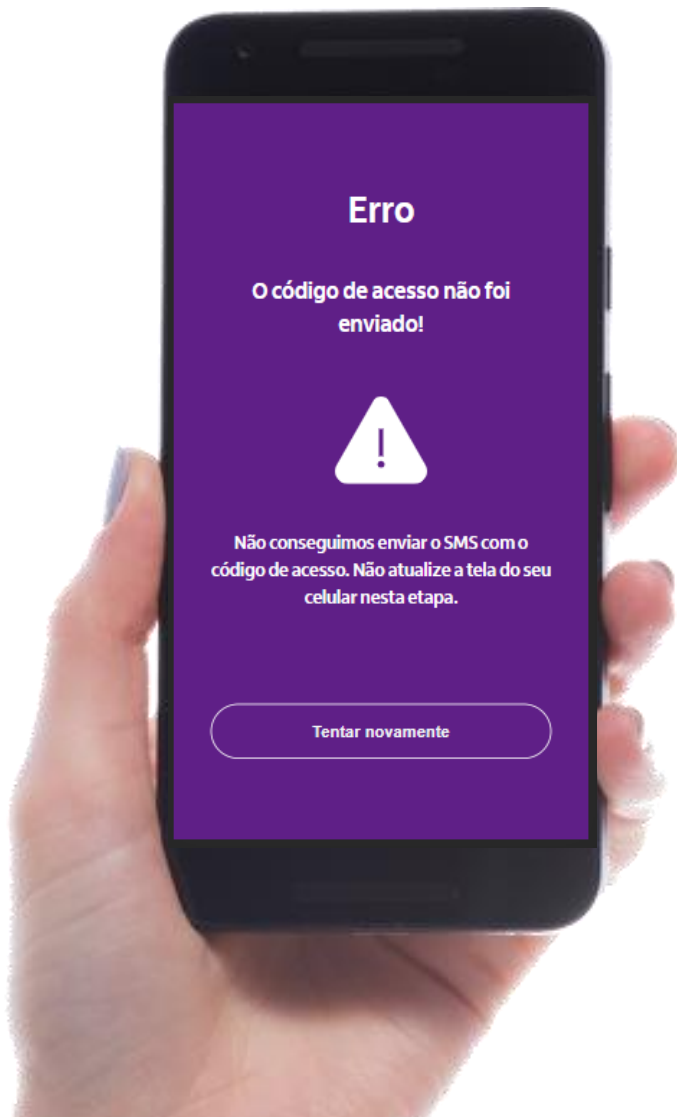 Erro
O código de acesso não foi
enviado!
!
Não conseguimos enviar o SMS com o
código de acesso. Não atualize a tela do seu
celular nesta etapa.
Tentar novamente